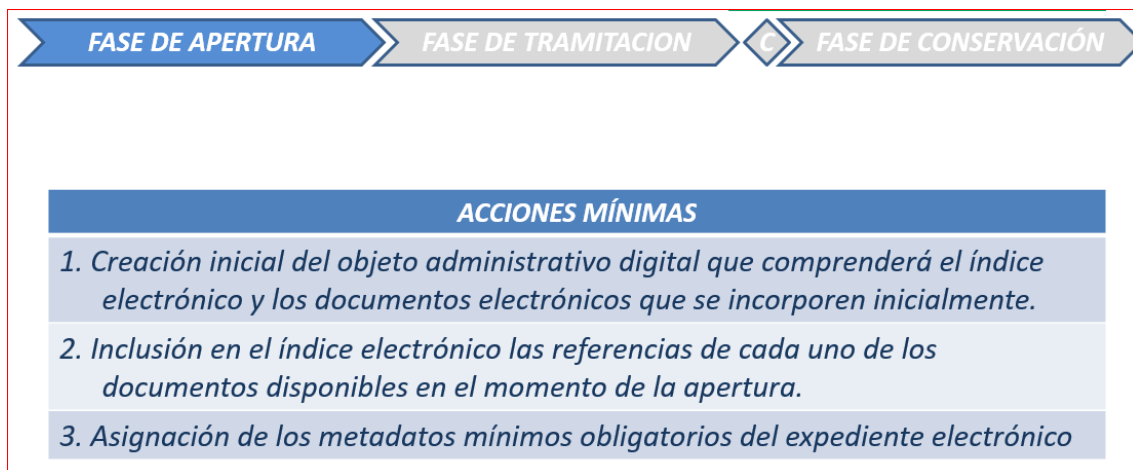 FASE DE APERTURA
FASE DE TRAMITACION
C
FASE DE CONSERVACIÓN
ACCIONES MÍNIMAS
1. Creación inicial del objeto administrativo digital que comprenderá el índice
electrónico y los documentos electrónicos que se incorporen inicialmente.
2. Inclusión en el índice electrónico las referencias de cada uno de los
documentos disponibles en el momento de la apertura.
3. Asignación de los metadatos mínimos obligatorios del expediente electrónico